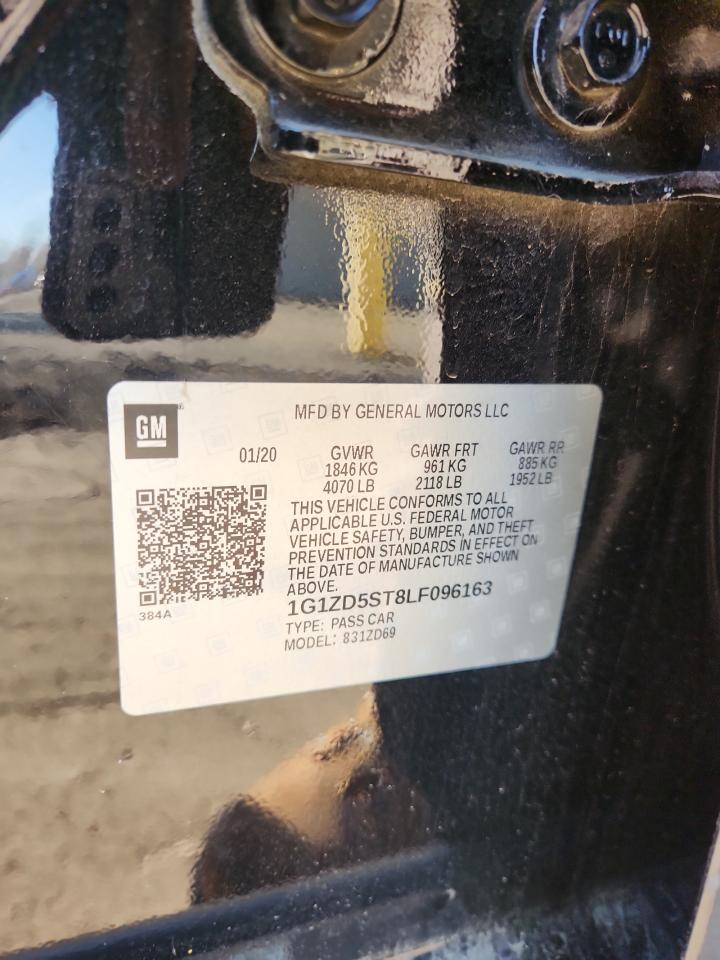 MFD BY GENERAL MOTORS LLC
GM
01/20 GVWR GAWR FRT GAWR RR
1846 KG 961 KG 885 KG
4070 LB 2118 LB 1952 LB
THIS VEHICLE CONFORMS TO ALL
APPLICABLE U.S. FEDERAL MOTOR
VEHICLE SAFETY, BUMPER, AND THEFT
PREVENTION STANDARDS IN EFFECT ON
THE DATE OF MANUFACTURE SHOWN
ABOVE.
384A
1G1ZD5ST8LF096163
TYPE: PASS CAR
MODEL: 831ZD69